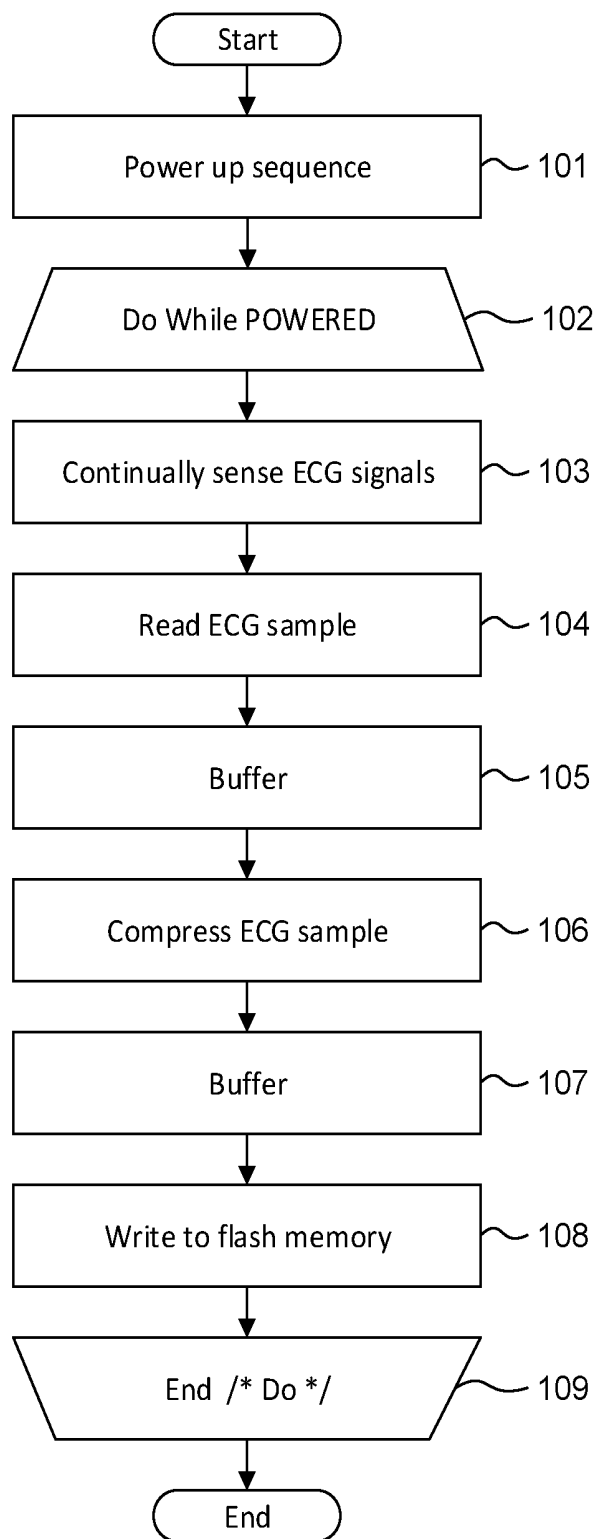 Start
Power up sequence
101
Do While POWERED
102
Continually sense ECG signals
103
Read ECG sample
104
Buffer
105
Compress ECG sample
106
Buffer
107
Write to flash memory
108
End /* Do */
109
End